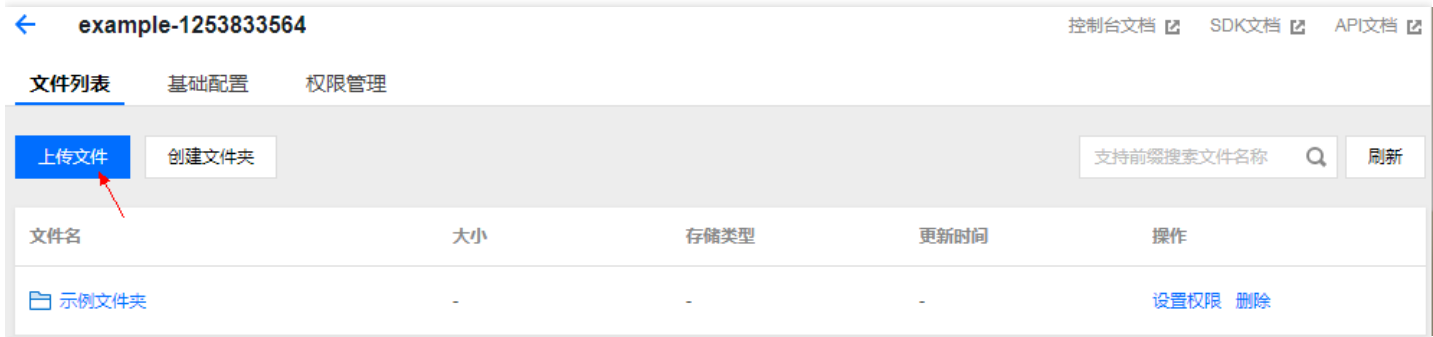 example-1253833564 控制台文档 SDK文档 API文档
文件列表 基础配置 权限管理
上传文件 创建文件夹 支持前缀搜索文件名称 刷新
文件名 大小 存储类型 更新时间 操作
示例文件夹 - - - 设置权限 删除